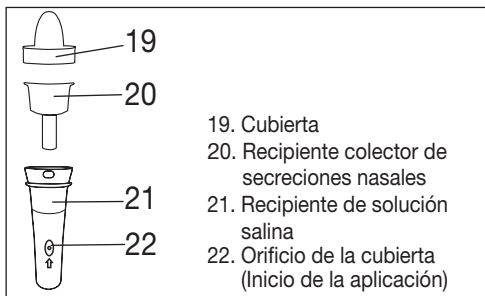 19
20
21
22
19. Cubierta
20. Recipiente colector de
secreciones nasales
21. Recipiente de solución
salina
22. Orificio de la cubierta
(Inicio de la aplicación)